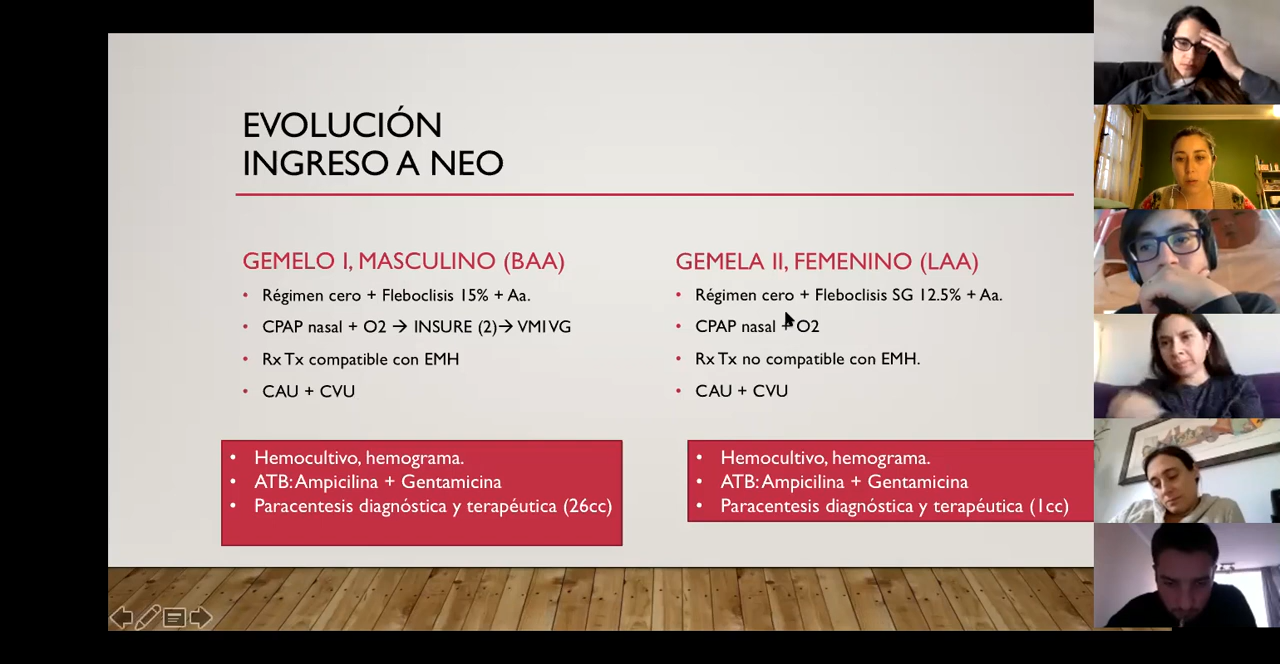 EVOLUCIÓN
INGRESO A NEO
GEMELO I, MASCULINO (BAA)
• Régimen cero + Fleboclisis 15% + Aa.
• CPAP nasal + O2 → INSURE (2)→ VMI VG
• Rx Tx compatible con EMH
• CAU + CVU
• Hemocultivo, hemograma.
• ATB: Ampicilina + Gentamicina
• Paracentesis diagnóstica y terapéutica (26cc)
GEMELA II, FEMENINO (LAA)
• Régimen cero + Fleboclisis SG 12.5% + Aa.
• CPAP nasal + O2
• Rx Tx no compatible con EMH.
• CAU + CVU
• Hemocultivo, hemograma.
• ATB: Ampicilina + Gentamicina
• Paracentesis diagnóstica y terapéutica (1cc)